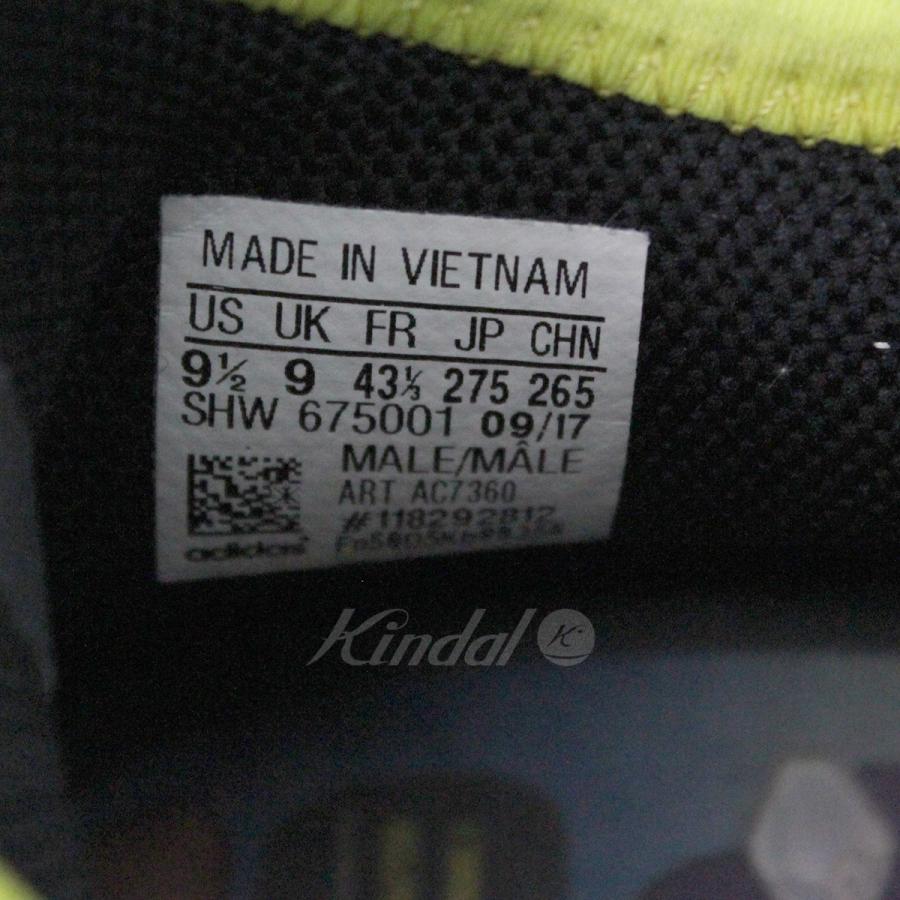 MADE IN VIETNAM
US UK FR JP CHN
9½ 9 43⅓ 275 265
SHW 675001 09/17
MALE/MÂLE
ART AC7360
#118292812
adidas
Kindal K